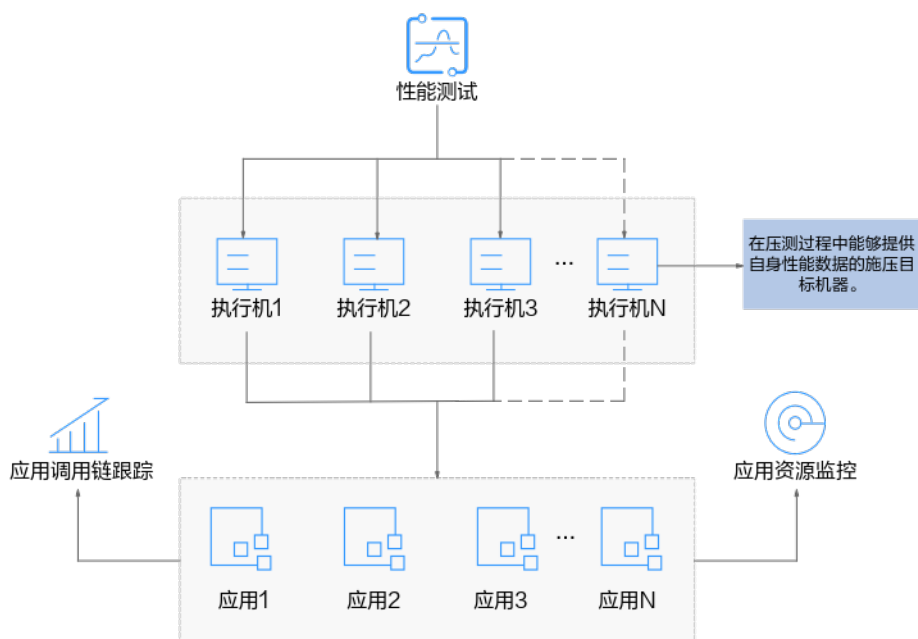 性能测试
在压测过程中能够提供
自身性能数据的施压目
标机器。
...
执行机1
执行机2
执行机3
执行机N
应用调用链跟踪
应用资源监控
...
应用1
应用2
应用3
应用N